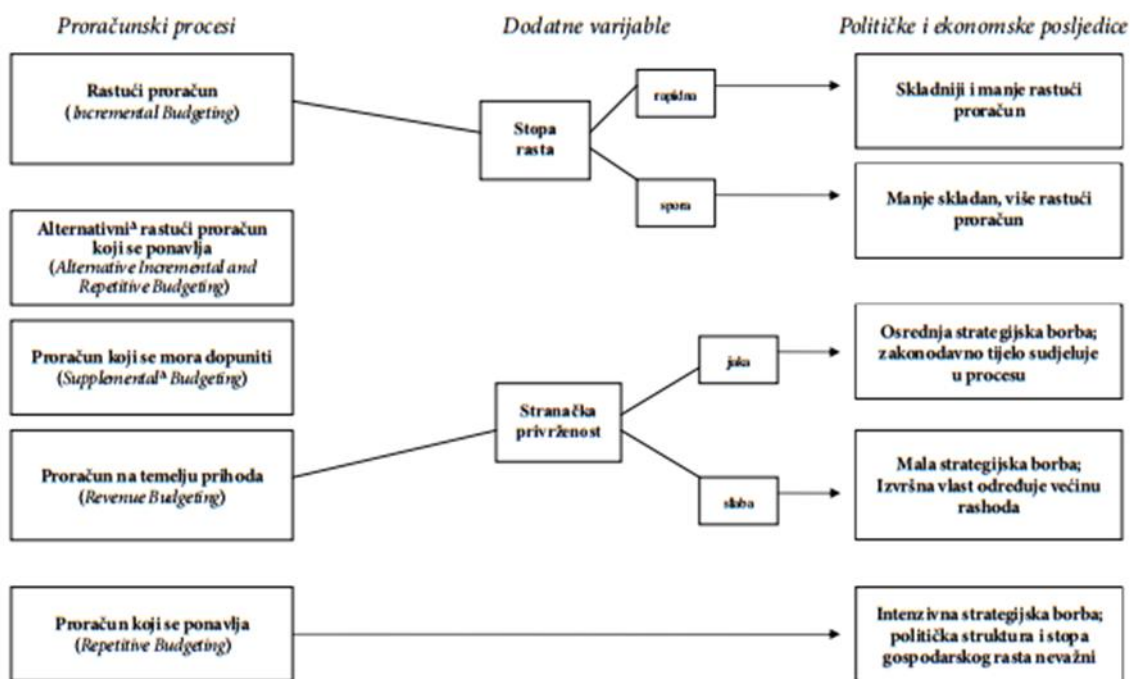 Proračunski procesi
Dodatne varijable
Političke i ekonomske posljedice
Rastući proračun
(Incremental Budgeting)
Stopa
rasta
rapidna
spora
Skladniji i manje rastući
proračun
Manje skladan, više rastući
proračun
Alternativniᵃ rastući proračun
koji se ponavlja
(Alternative Incremental and
Repetitive Budgeting)
Proračun koji se mora dopuniti
(Supplementalᵃ Budgeting)
Proračun na temelju prihoda
(Revenue Budgeting)
Stranačka
privrženost
jaka
slaba
Osrednja strategijska borba;
zakonodavno tijelo sudjeluje
u procesu
Mala strategijska borba;
Izvršna vlast određuje većinu
rashoda
Proračun koji se ponavlja
(Repetitive Budgeting)
Intenzivna strategijska borba;
politička struktura i stopa
gospodarskog rasta nevažni